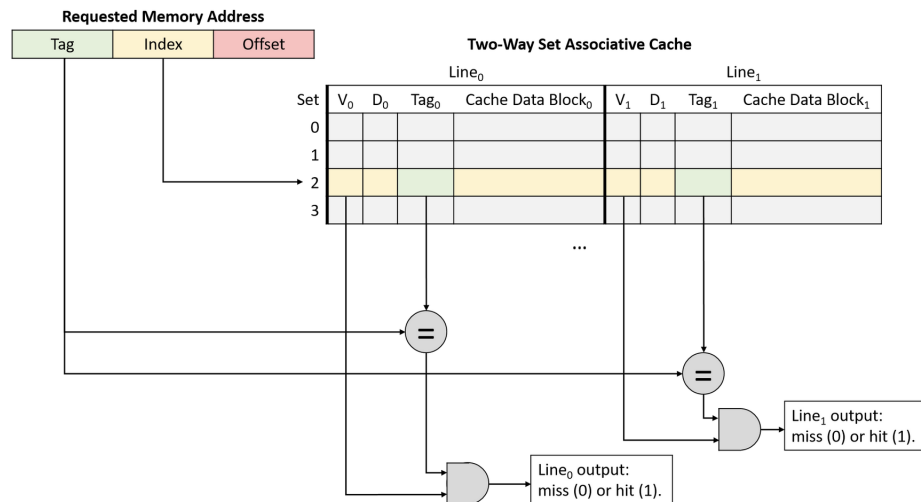 Requested Memory Address
Tag Index Offset
Two-Way Set Associative Cache
Line₀ Line₁
Set V₀ D₀ Tag₀ Cache Data Block₀ V₁ D₁ Tag₁ Cache Data Block₁
0
1
2
3
...
=
=
Line₁ output:
miss (0) or hit (1).
Line₀ output:
miss (0) or hit (1).